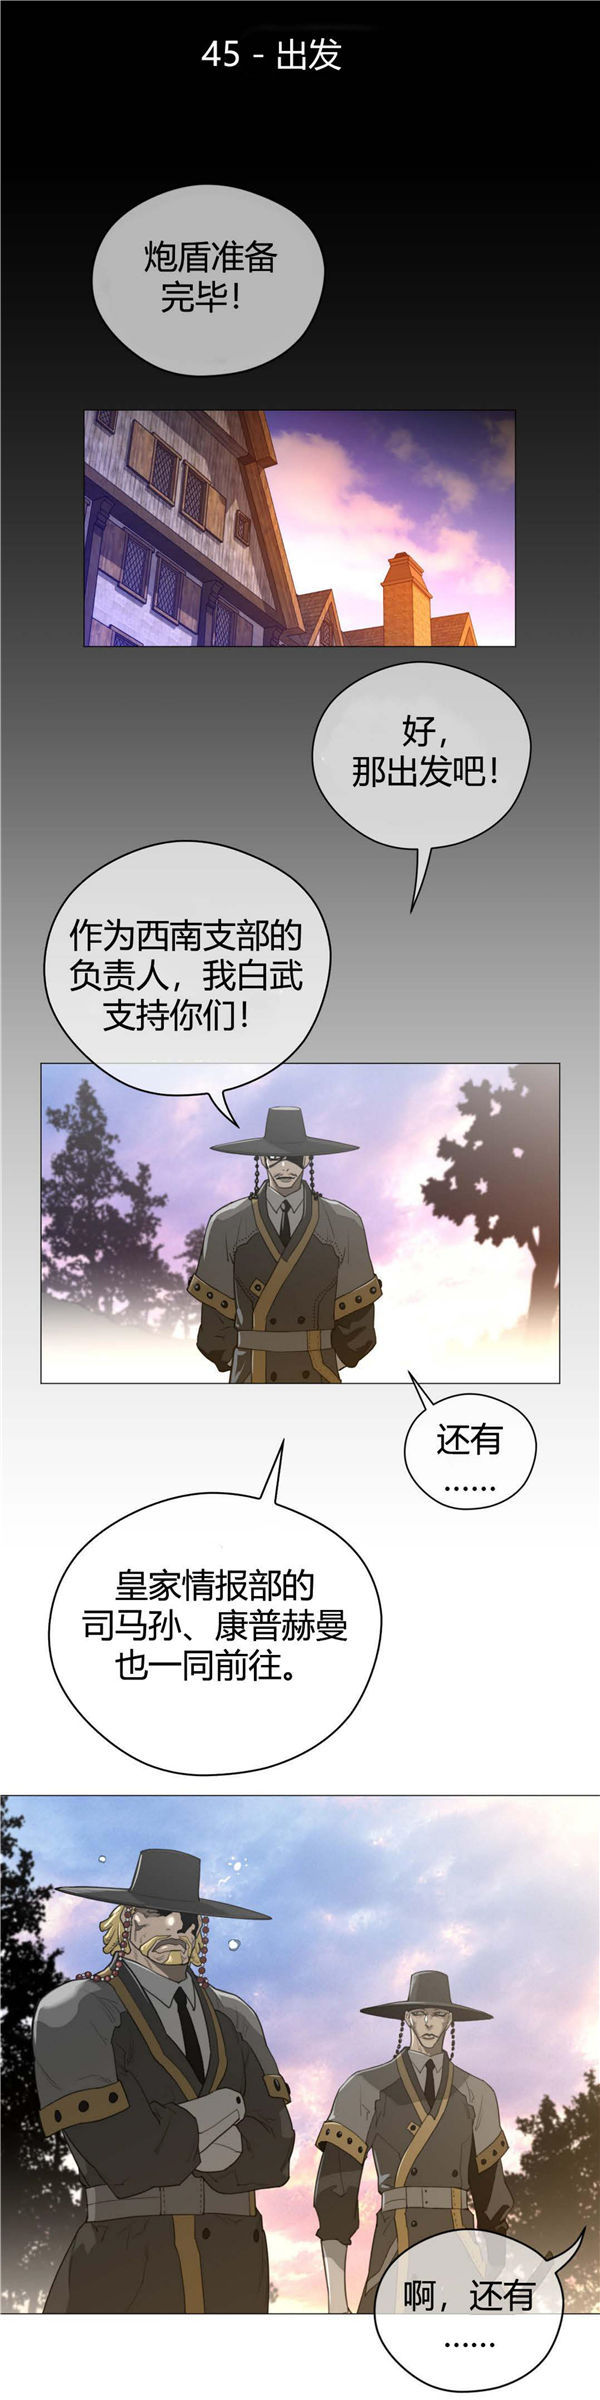 45 - 出发
炮盾准备
完毕！
好，
那出发吧！
作为西南支部的
负责人，我白武
支持你们！
还有
……
皇家情报部的
司马孙、康普赫曼
也一同前往。
啊，还有
……